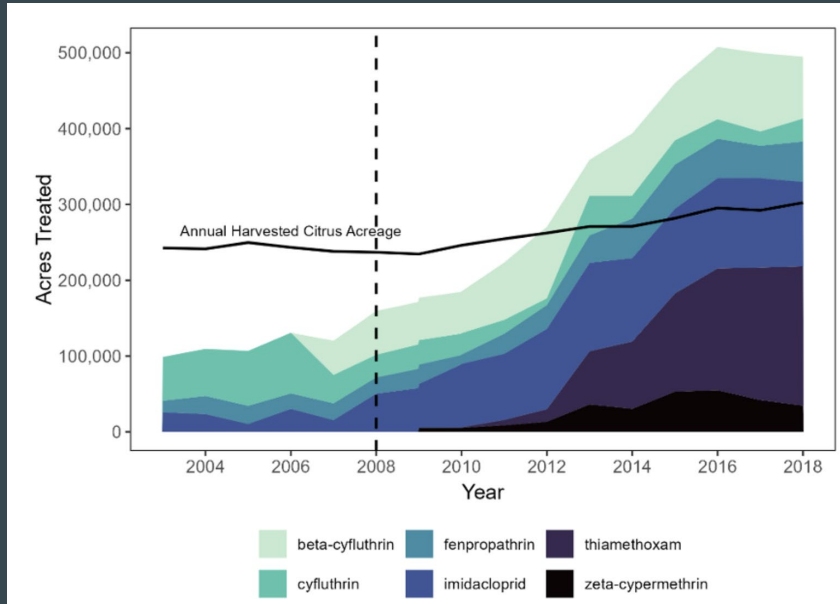 500,000
400,000
300,000
200,000
100,000
0
Acres Treated
Annual Harvested Citrus Acreage
2004 2006 2008 2010 2012 2014 2016 2018
Year
beta-cyfluthrin fenpropathrin thiamethoxam
cyfluthrin imidacloprid zeta-cypermethrin